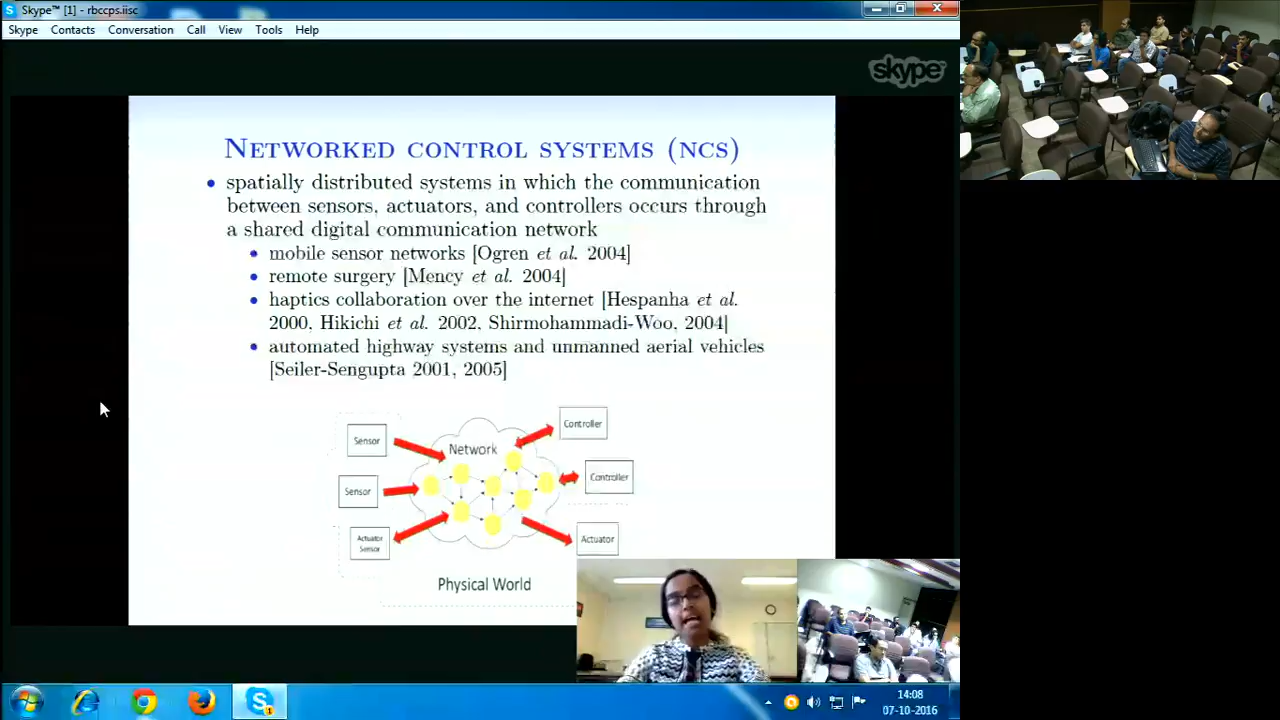 Skype™ [1] - rbccps.iisc
Skype Contacts Conversation Call View Tools Help
skype
NETWORKED CONTROL SYSTEMS (NCS)
• spatially distributed systems in which the communication
between sensors, actuators, and controllers occurs through
a shared digital communication network
• mobile sensor networks [Ogren et al. 2004]
• remote surgery [Mency et al. 2004]
• haptics collaboration over the internet [Hespanha et al.
2000, Hikichi et al. 2002, Shirmohammadi-Woo, 2004]
• automated highway systems and unmanned aerial vehicles
[Seiler-Sengupta 2001, 2005]
Controller
Sensor
Network
Controller
Sensor
Actuator
Sensor
Actuator
Physical World
14:08
07-10-2016